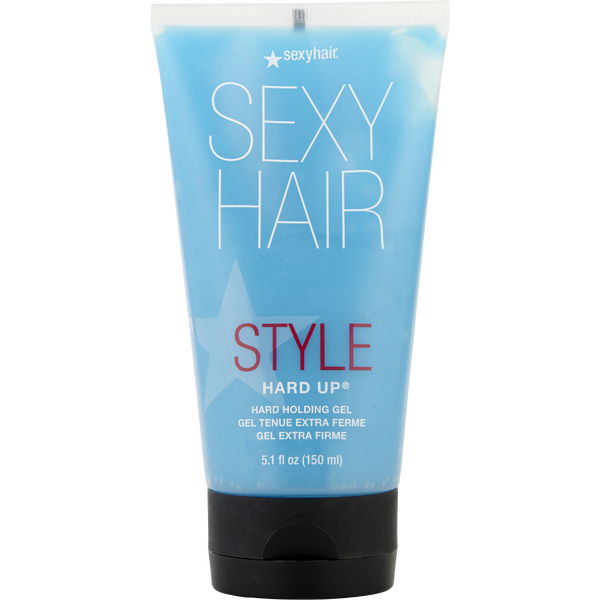 sexyhair.
SEXY
HAIR
STYLE
HARD UP®
HARD HOLDING GEL
GEL TENUE EXTRA FERME
GEL EXTRA FIRME
5.1 fl oz (150 ml)